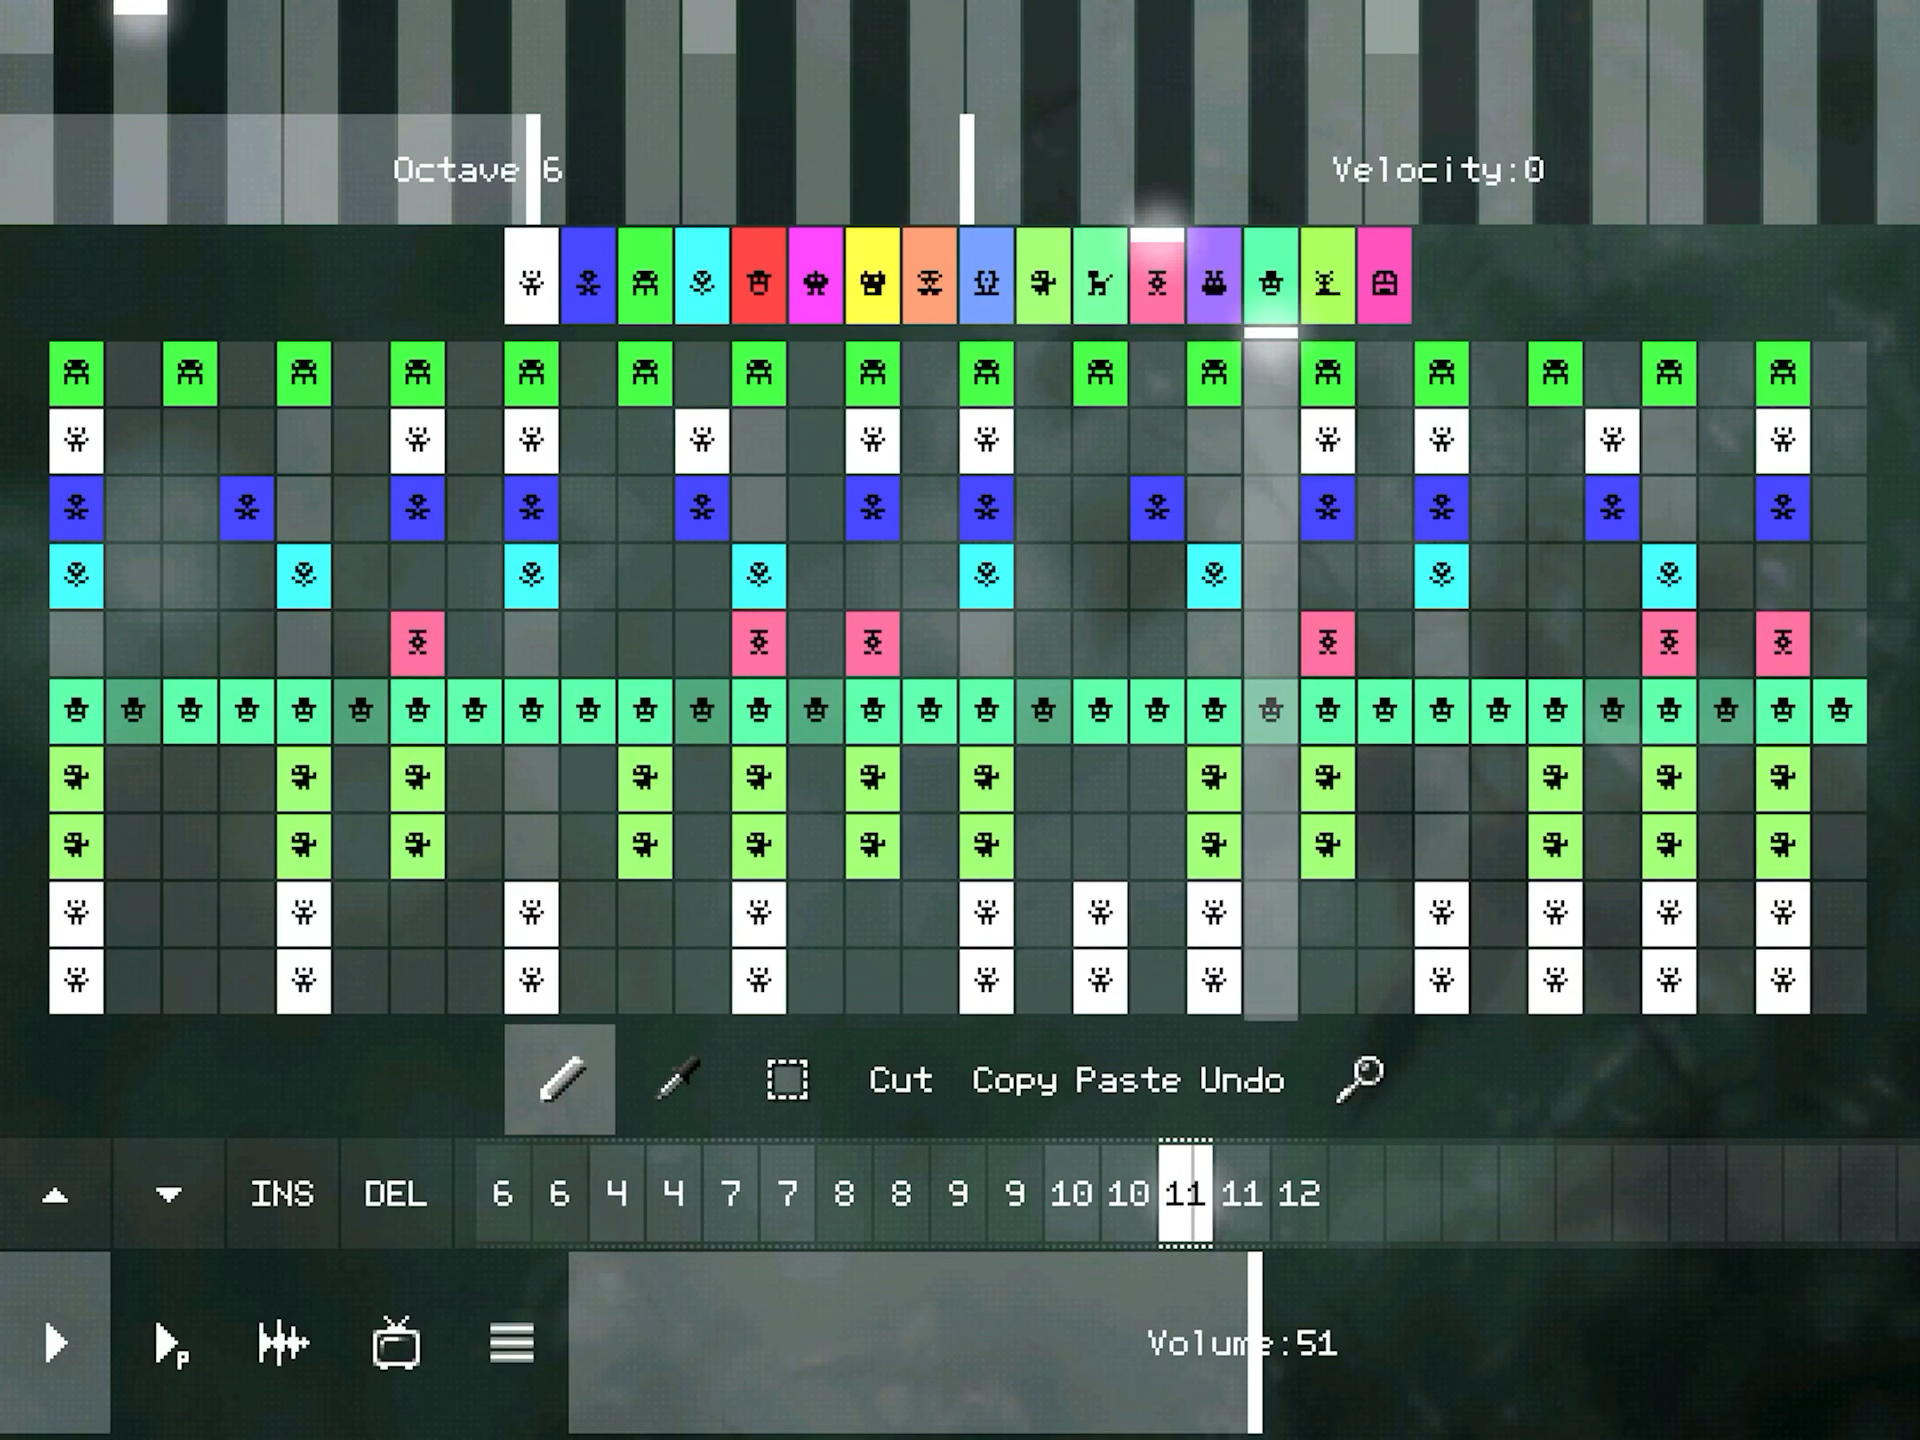 Octave:6 Velocity:0
Cut Copy Paste Undo
INS DEL 6 6 4 4 7 7 8 8 9 9 10 10 11 11 12
p
Volume:51